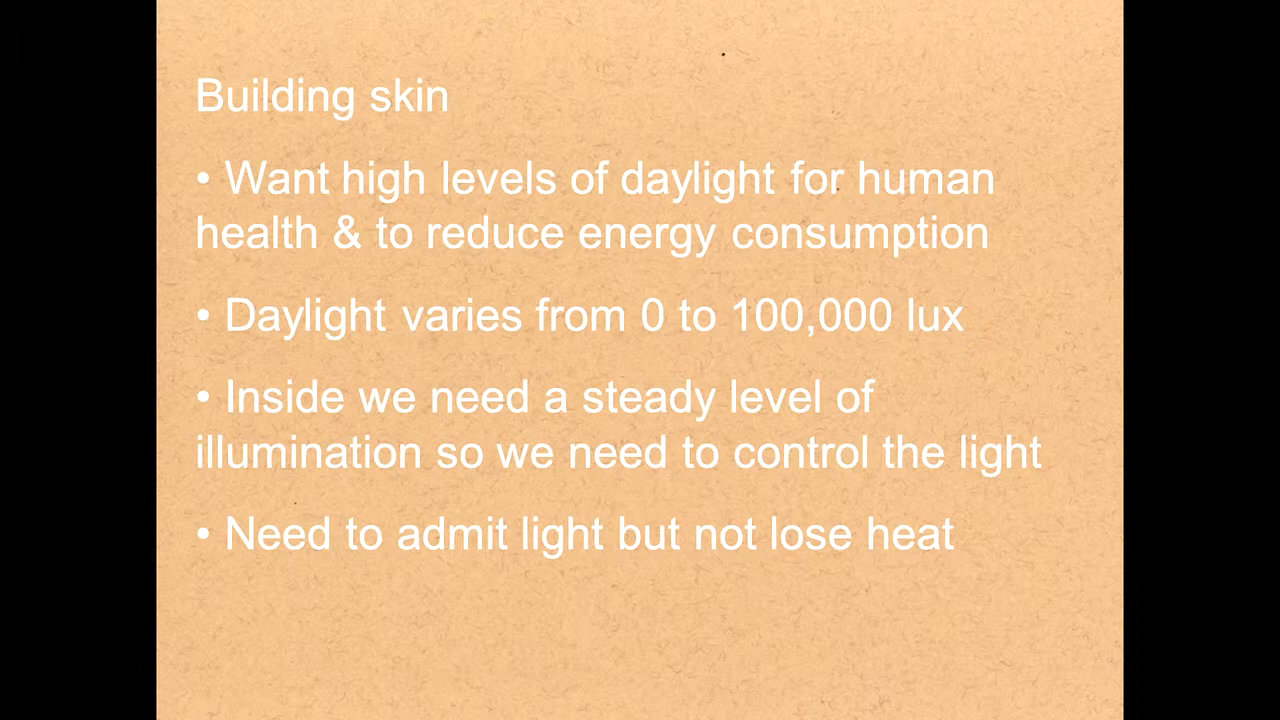 Building skin
• Want high levels of daylight for human
health & to reduce energy consumption
• Daylight varies from 0 to 100,000 lux
• Inside we need a steady level of
illumination so we need to control the light
• Need to admit light but not lose heat